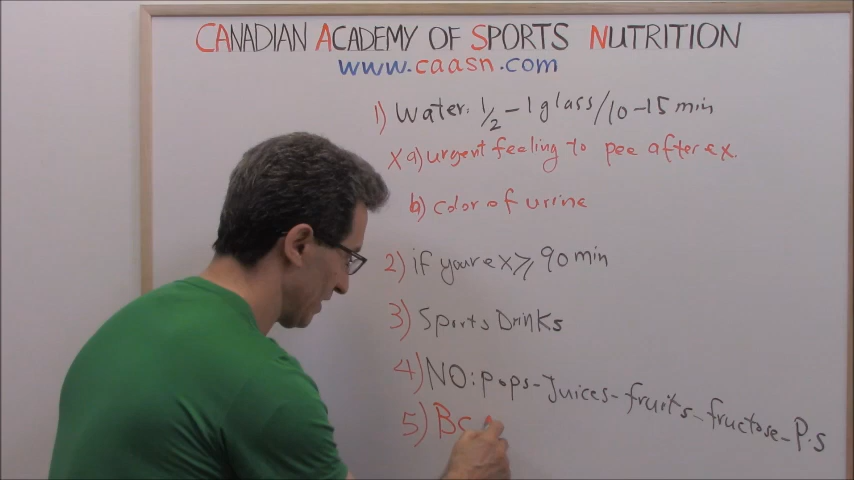 CANADIAN ACADEMY OF SPORTS NUTRITION
www.caasn.com
1) Water: 1/2 - 1 glass/10-15 min
X a) urgent feeling to pee after ex.
b) color of urine
2) if your ex ≥ 90 min
3) Sports Drinks
4) NO: pops-Juices-fruits-fructose-P.S
5) BC